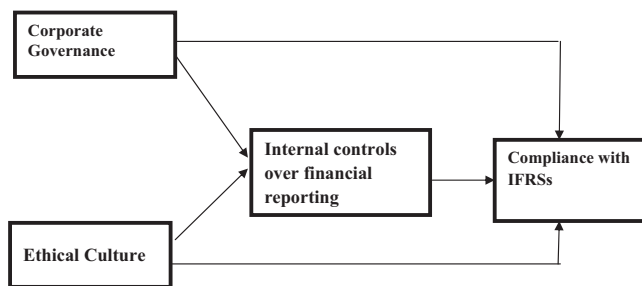 Corporate
Governance
Internal controls
over financial
reporting
Compliance with
IFRSs
Ethical Culture